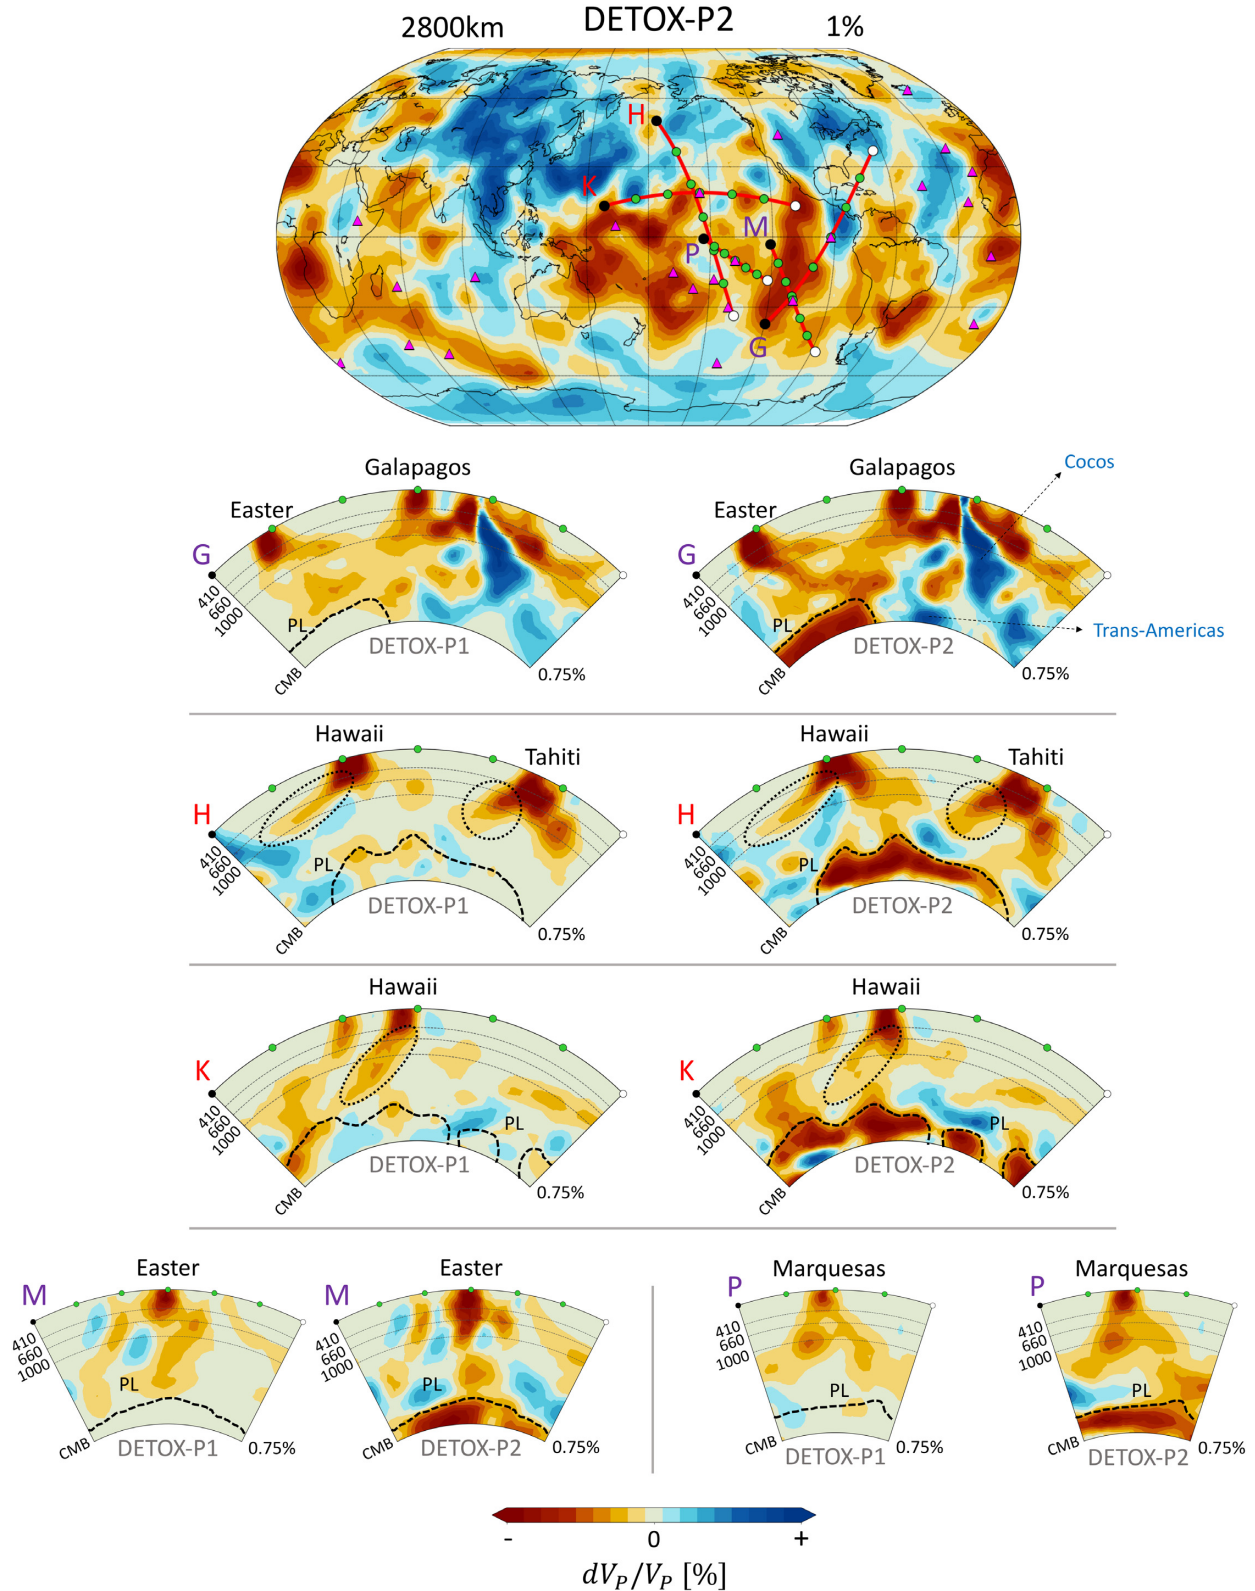 2800km DETOX-P2 1%
H
K
M
P
G
Galapagos
Easter
G
410
660
1000
PL
CMB
DETOX-P1
0.75%
Galapagos
Easter
Cocos
G
410
660
1000
PL
CMB
DETOX-P2
Trans-Americas
0.75%
Hawaii
Tahiti
H
410
660
1000
PL
CMB
DETOX-P1
0.75%
Hawaii
Tahiti
H
410
660
1000
PL
CMB
DETOX-P2
0.75%
Hawaii
K
410
660
1000
PL
CMB
DETOX-P1
0.75%
Hawaii
K
410
660
1000
PL
CMB
DETOX-P2
0.75%
Easter
M
410
660
1000
PL
CMB
DETOX-P1
0.75%
Easter
M
410
660
1000
PL
CMB
DETOX-P2
0.75%
Marquesas
P
410
660
1000
PL
CMB
DETOX-P1
0.75%
Marquesas
P
410
660
1000
PL
CMB
DETOX-P2
0.75%
- 0 +
dV_P/V_P [%]